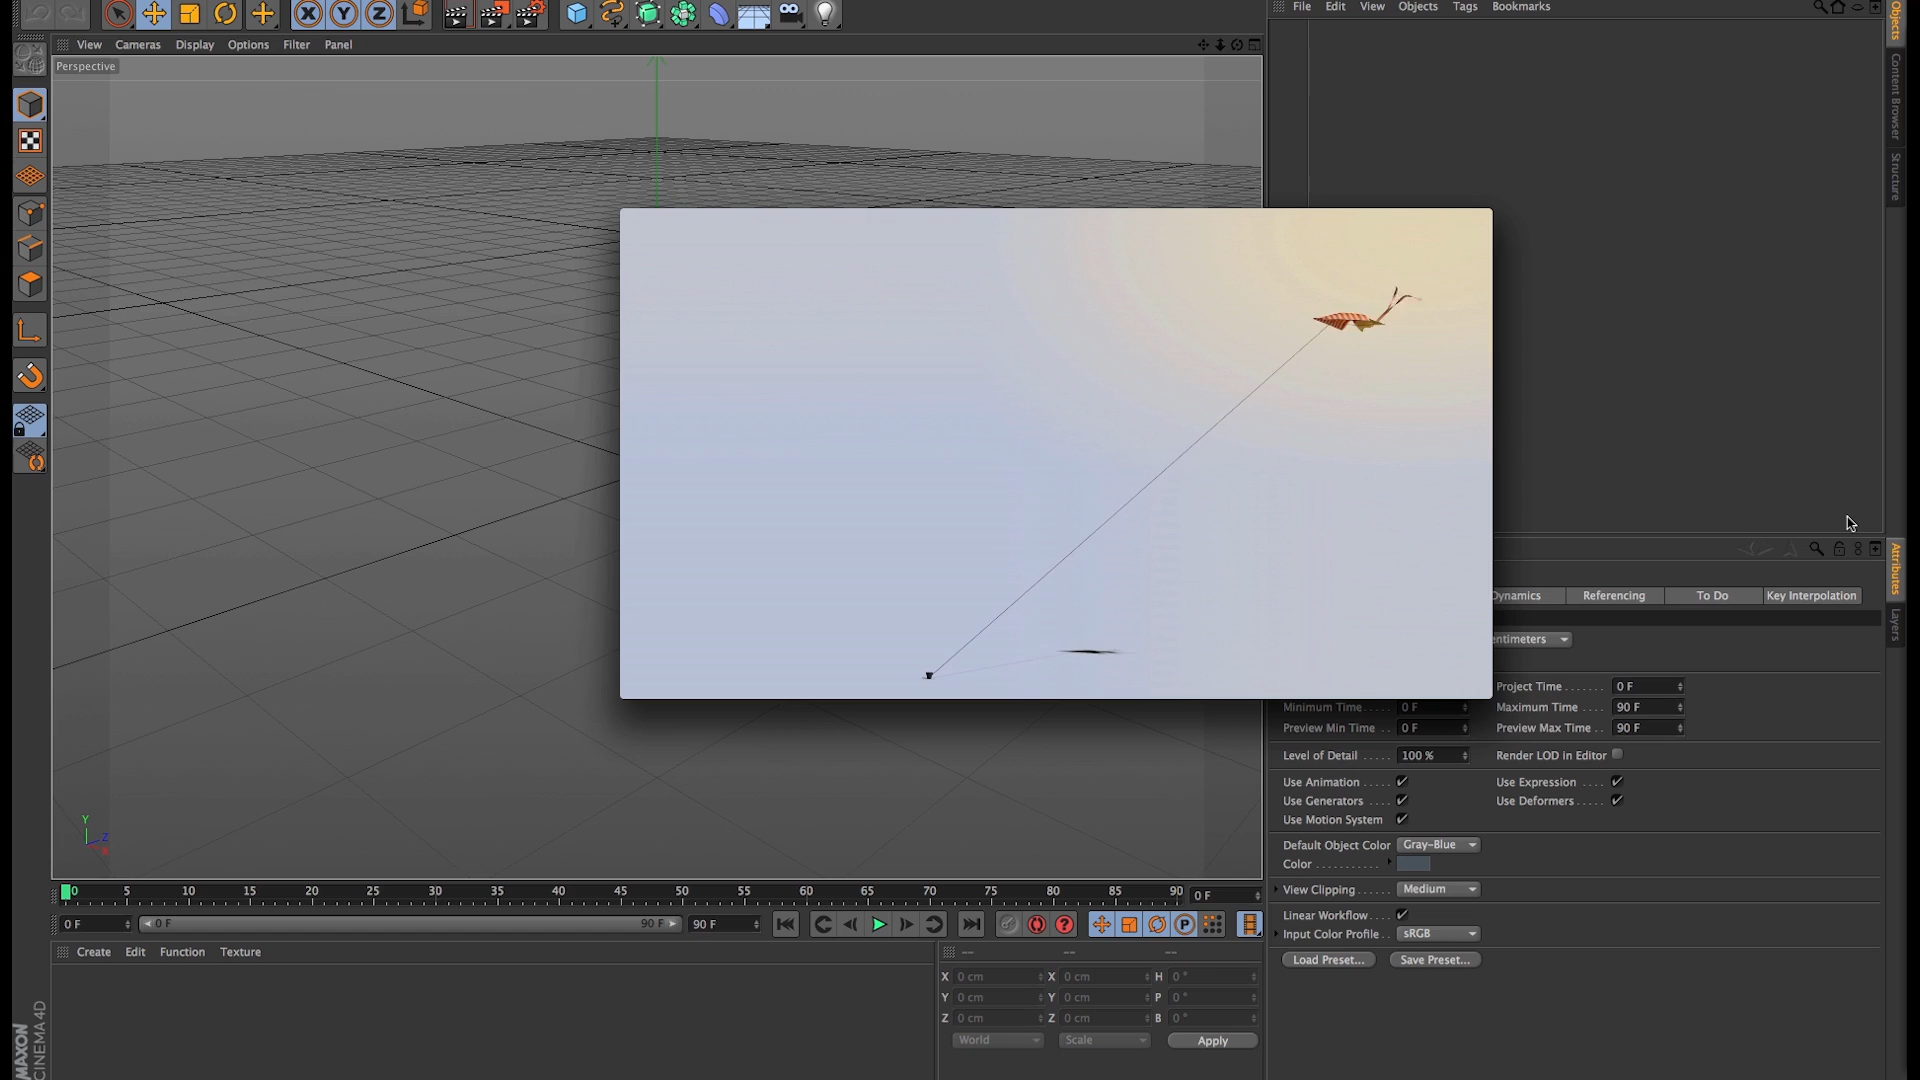 File Edit View Objects Tags Bookmarks
X Y Z
View Cameras Display Options Filter Panel
Perspective
Objects
Content Browser
Structure
Attributes
Layers
Dynamics Referencing To Do Key Interpolation
entimeters
Project Time 0 F
Minimum Time 0 F Maximum Time 90 F
Preview Min Time 0 F Preview Max Time 90 F
Level of Detail 100 % Render LOD in Editor
Use Animation Use Expression
Use Generators Use Deformers
Use Motion System
Default Object Color Gray-Blue
Color
View Clipping Medium
Linear Workflow
Input Color Profile sRGB
Load Preset... Save Preset...
Y
Z
X
0 5 10 15 20 25 30 35 40 45 50 55 60 65 70 75 80 85 90 0 F
0 F 0 F 90 F 90 F
P
Create Edit Function Texture
-- -- --
X 0 cm X 0 cm H 0 °
Y 0 cm Y 0 cm P 0 °
Z 0 cm Z 0 cm B 0 °
World Scale Apply
MAXON
CINEMA 4D